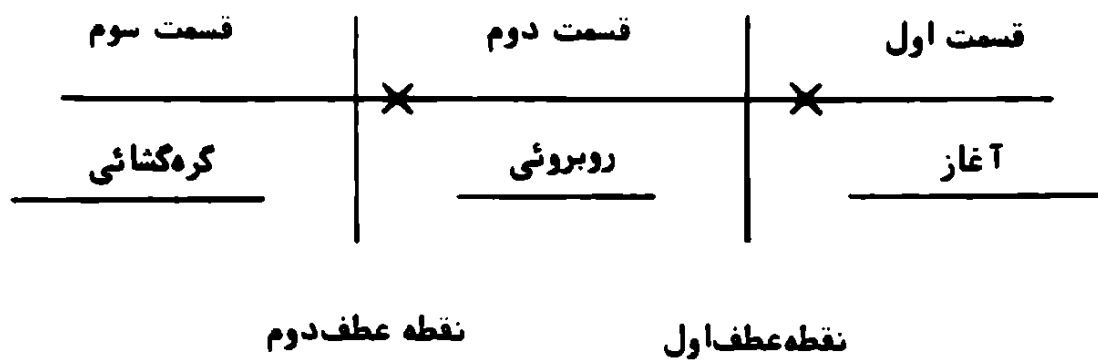 قسمت اول قسمت دوم قسمت سوم
آغاز روبروئی گره‌گشائی
نقطه‌عطف‌اول نقطه عطف‌دوم